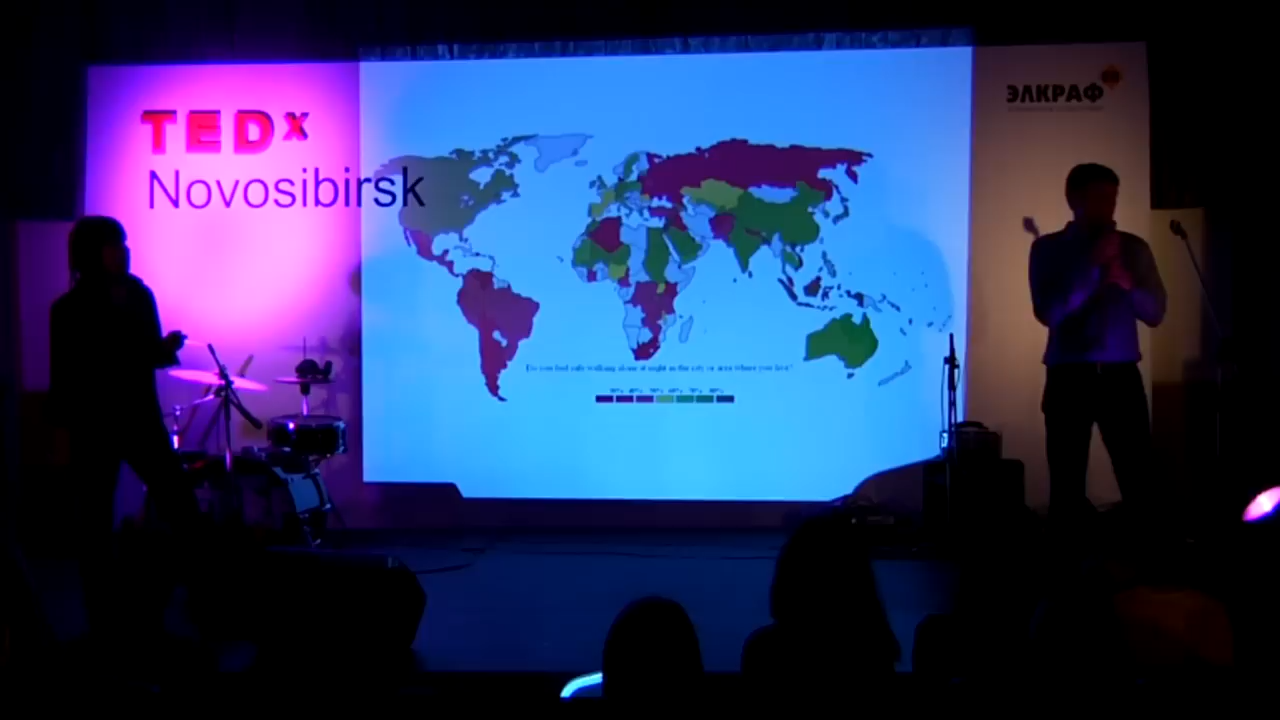 TEDx
Novosibirsk
ЭЛКРАФ
Do you feel safe walking alone at night in the city or area where you live?